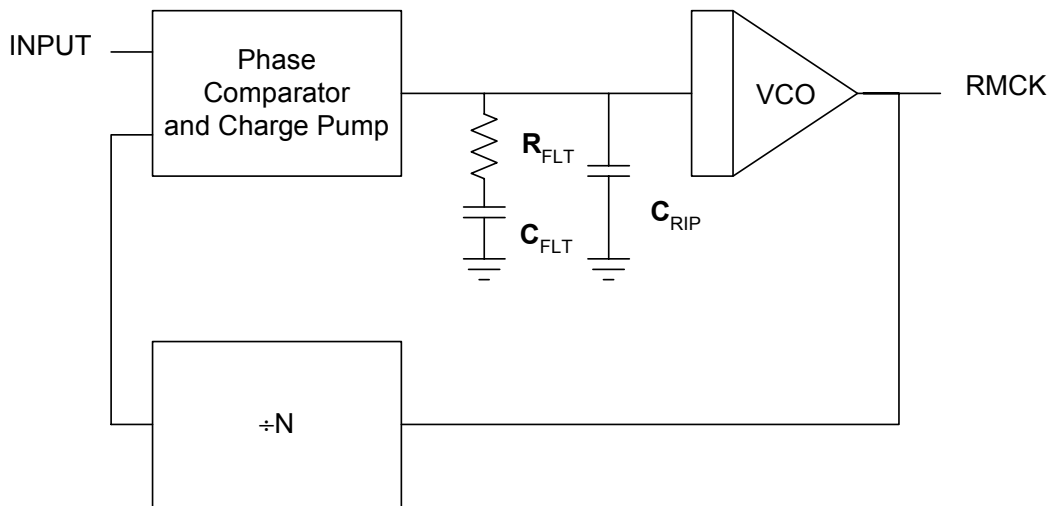 INPUT
Phase
Comparator
and Charge Pump
VCO
RMCK
RFLT
CFLT
CRIP
÷N